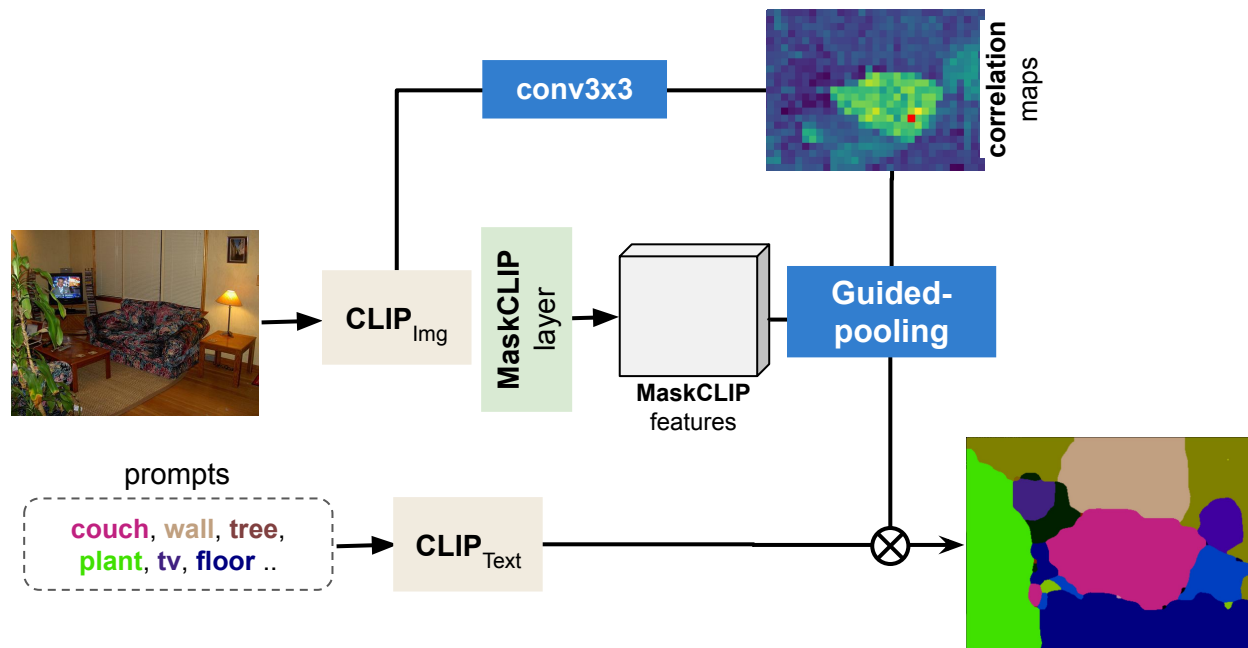 conv3x3
correlation
maps
CLIP Img
MaskCLIP
layer
MaskCLIP
features
Guided-
pooling
prompts
couch, wall, tree,
plant, tv, floor ..
CLIP Text